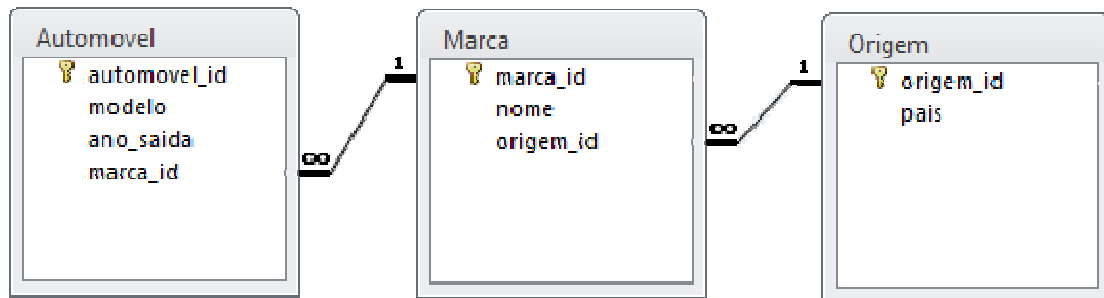 Automovel
automovel_id
modelo
ano_saida
marca_id
∞
1
Marca
marca_id
nome
origem_id
∞
1
Origem
origem_id
pais